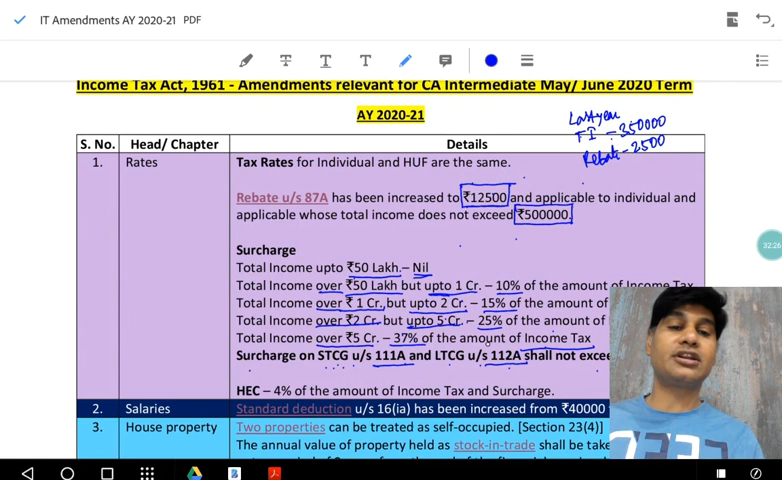 IT Amendments AY 2020-21 PDF
Income Tax Act, 1961 - Amendments relevant for CA Intermediate May/ June 2020 Term
AY 2020-21
Last year
TI - 350000
Rebate - 2500
S. No. Head/ Chapter Details
1. Rates Tax Rates for Individual and HUF are the same.
Rebate u/s 87A has been increased to ₹12500 and applicable to individual and
applicable whose total income does not exceed ₹500000.
Surcharge
Total Income upto ₹50 Lakh.– Nil
Total Income over ₹50 Lakh but upto 1 Cr. – 10% of the amount of Income Tax
Total Income over ₹ 1 Cr. but upto 2 Cr. – 15% of the amount of
Total Income over ₹2 Cr. but upto 5 Cr. – 25% of the amount of
Total Income over ₹5 Cr. – 37% of the amount of Income Tax
Surcharge on STCG u/s 111A and LTCG u/s 112A shall not excee
HEC – 4% of the amount of Income Tax and Surcharge.
2. Salaries Standard deduction u/s 16(ia) has been increased from ₹40000
3. House property Two properties can be treated as self-occupied. [Section 23(4)]
The annual value of property held as stock-in-trade shall be take
32:26